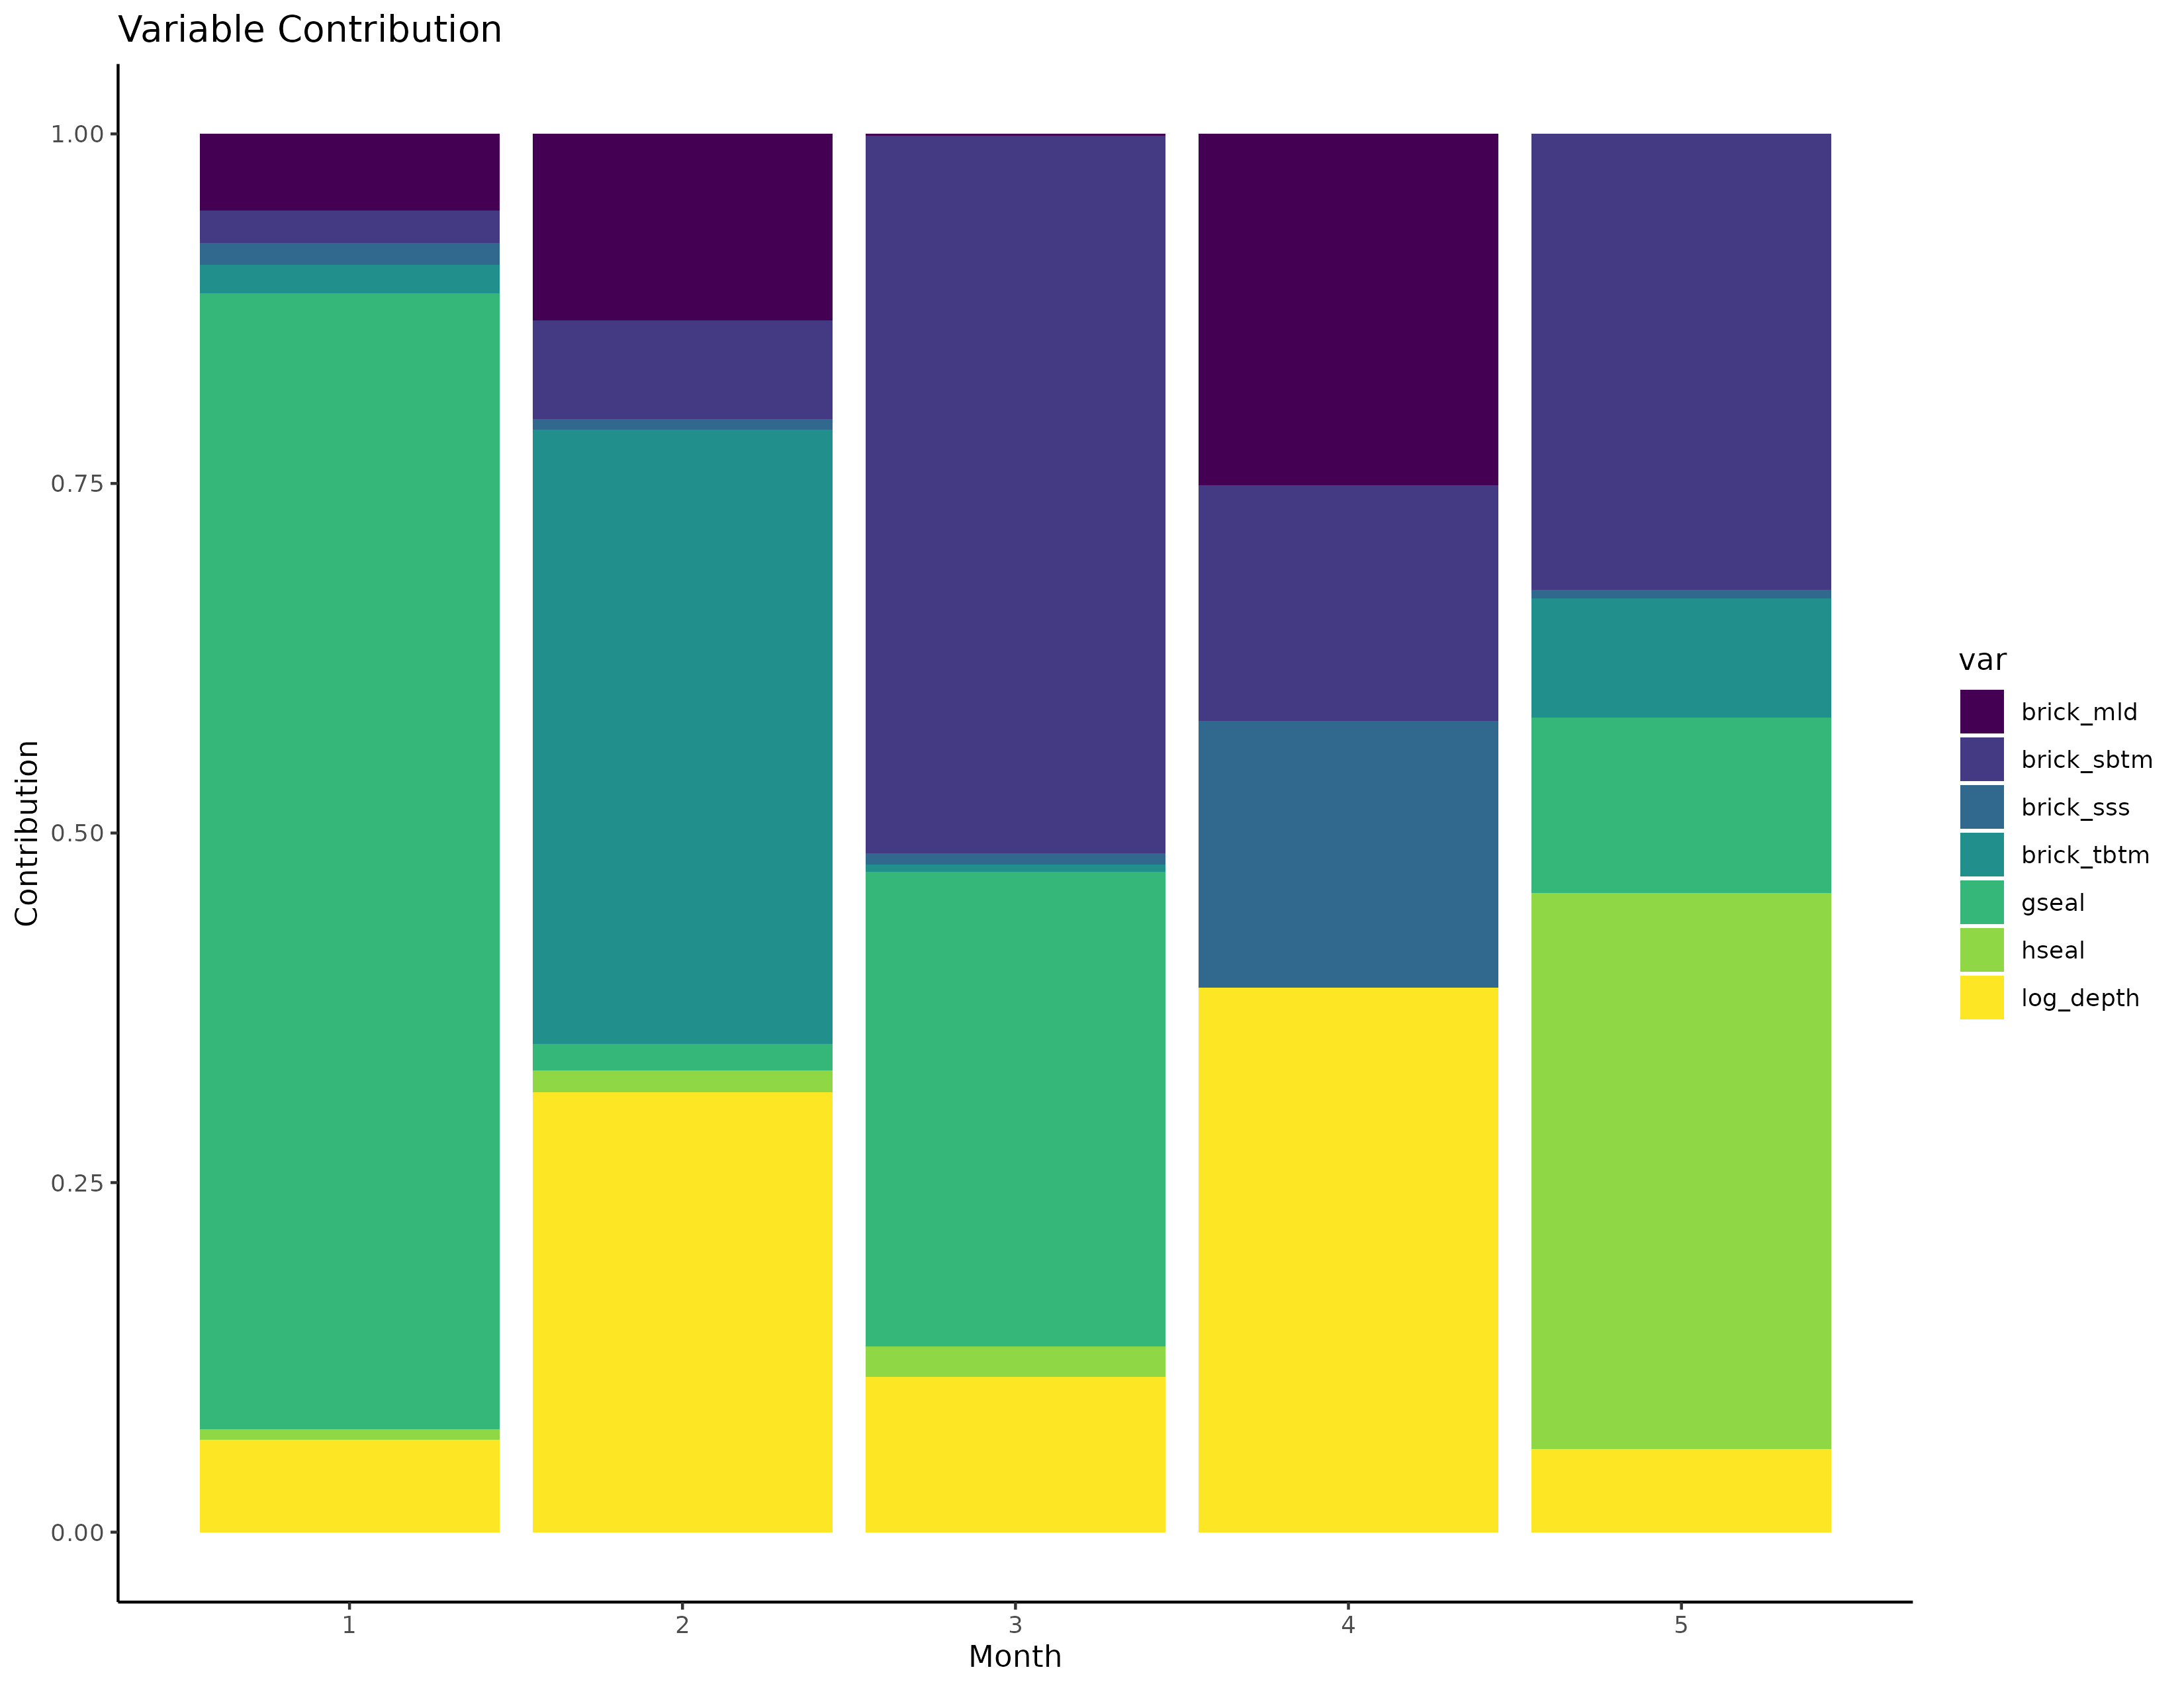 Variable Contribution
1.00
0.75
0.50
0.25
0.00
Contribution
1 2 3 4 5
Month
var
brick_mld
brick_sbtm
brick_sss
brick_tbtm
gseal
hseal
log_depth